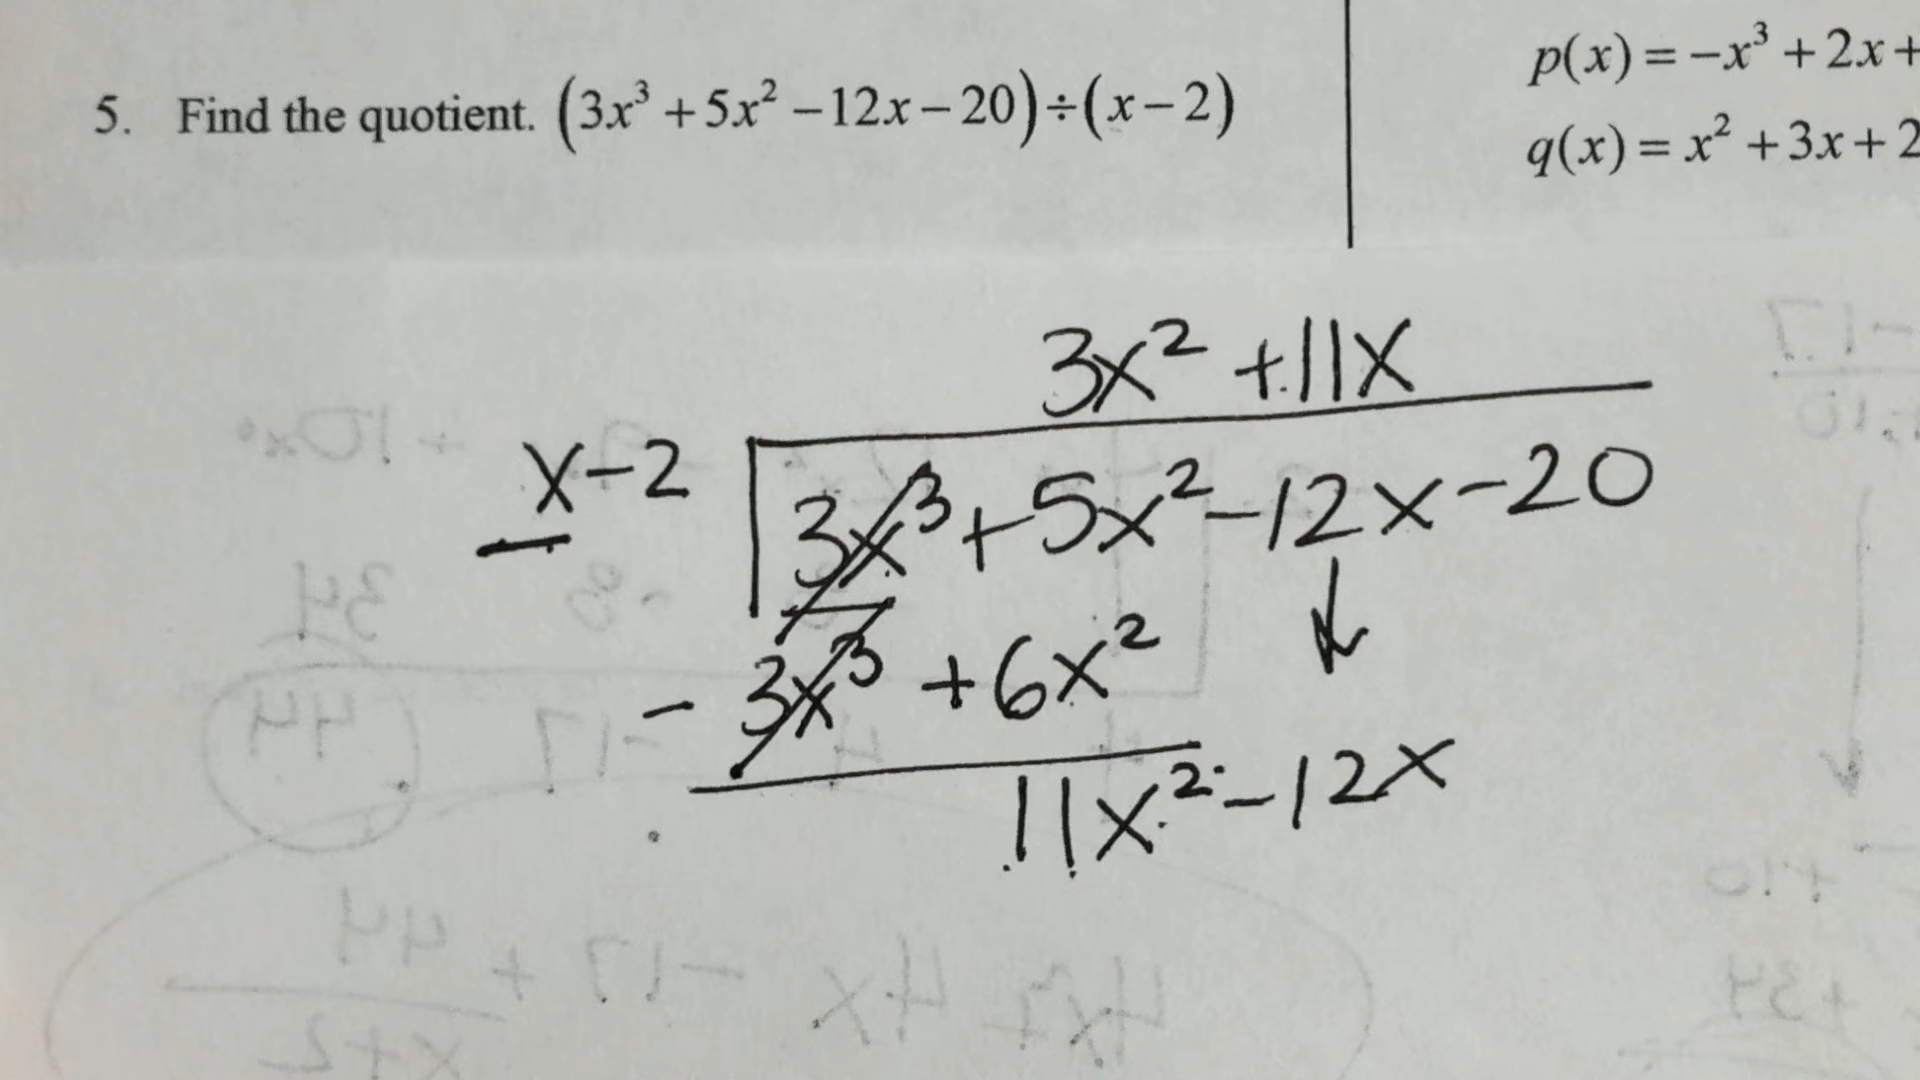 5. Find the quotient. (3x³ + 5x² − 12x − 20) ÷ (x − 2)
p(x) = −x³ + 2x +
q(x) = x² + 3x + 2
3x² + 11x
x − 2
3x³ + 5x² − 12x − 20
− 3x³ + 6x²
11x² − 12x